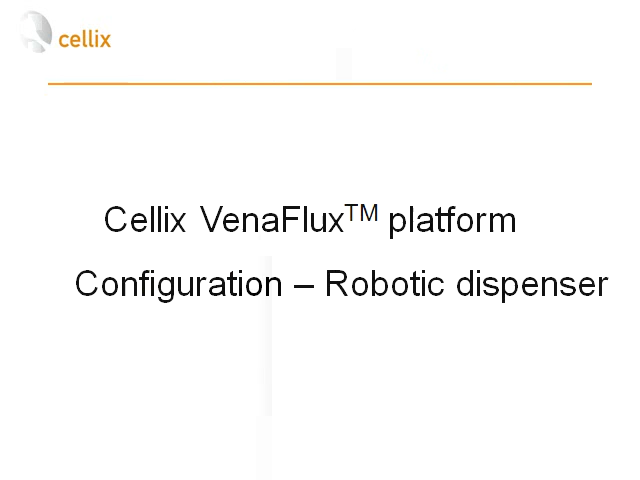 cellix
Cellix VenaFlux™ platform
Configuration – Robotic dispenser